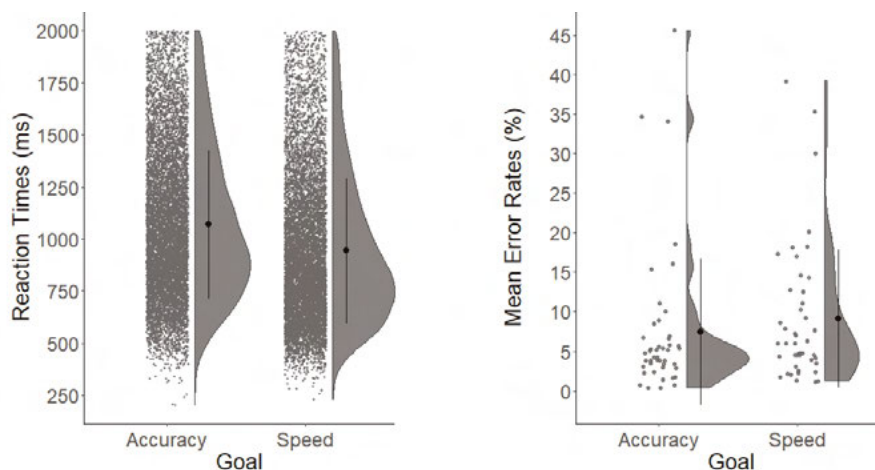 Reaction Times (ms)
2000
1750
1500
1250
1000
750
500
250
Accuracy
Speed
Goal
Mean Error Rates (%)
45
40
35
30
25
20
15
10
5
0
Accuracy
Speed
Goal